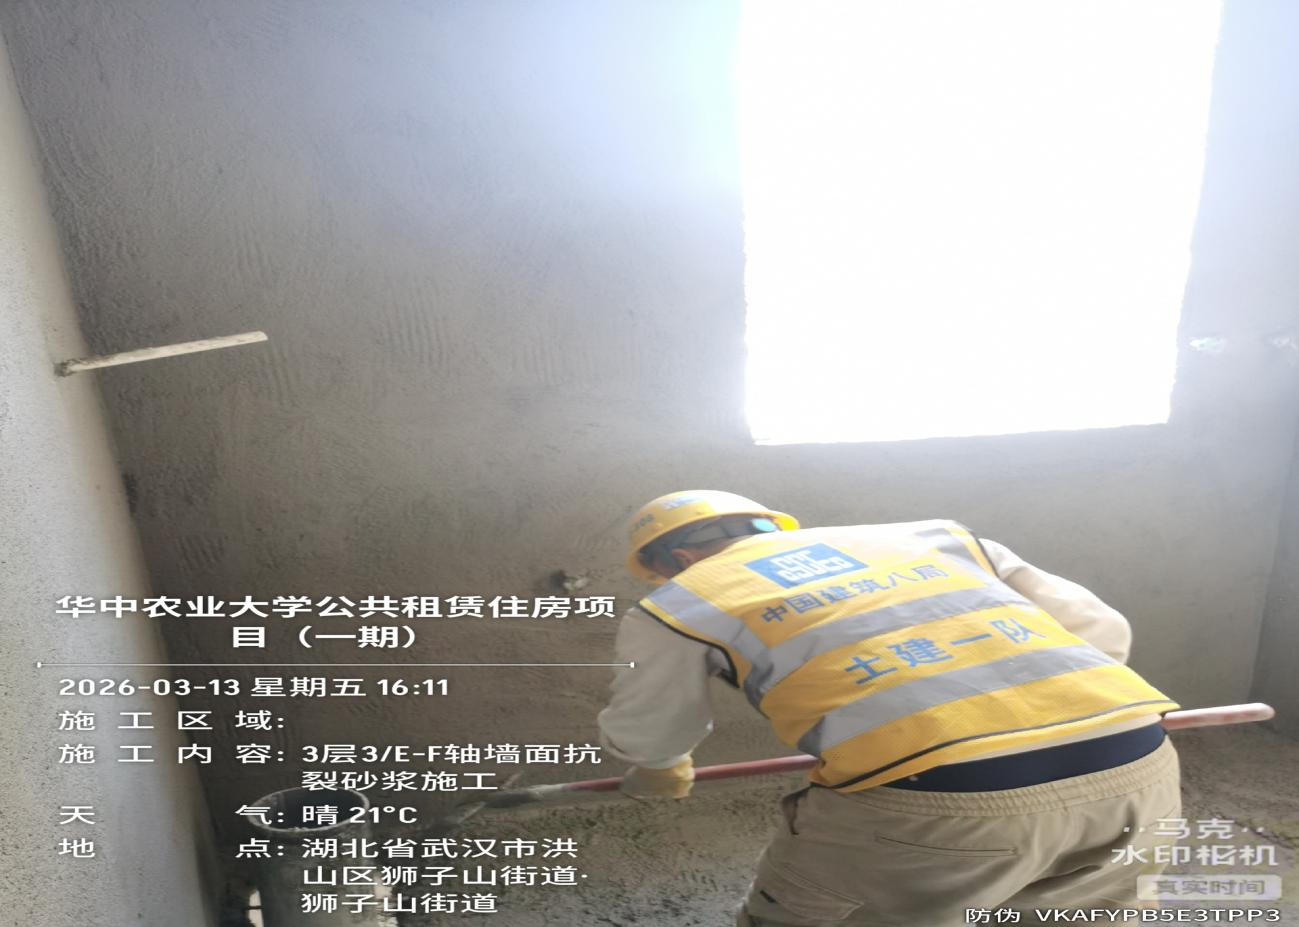 中国建筑八局
土建一队
华中农业大学公共租赁住房项
目（一期）
2026-03-13 星期五 16:11
施工区域:
施工内容: 3层3/E-F轴墙面抗
裂砂浆施工
天气: 晴 21°C
地点: 湖北省武汉市洪
山区狮子山街道·
狮子山街道
马克
水印相机
真实时间
防伪 VKAFYPB5E3TPP3